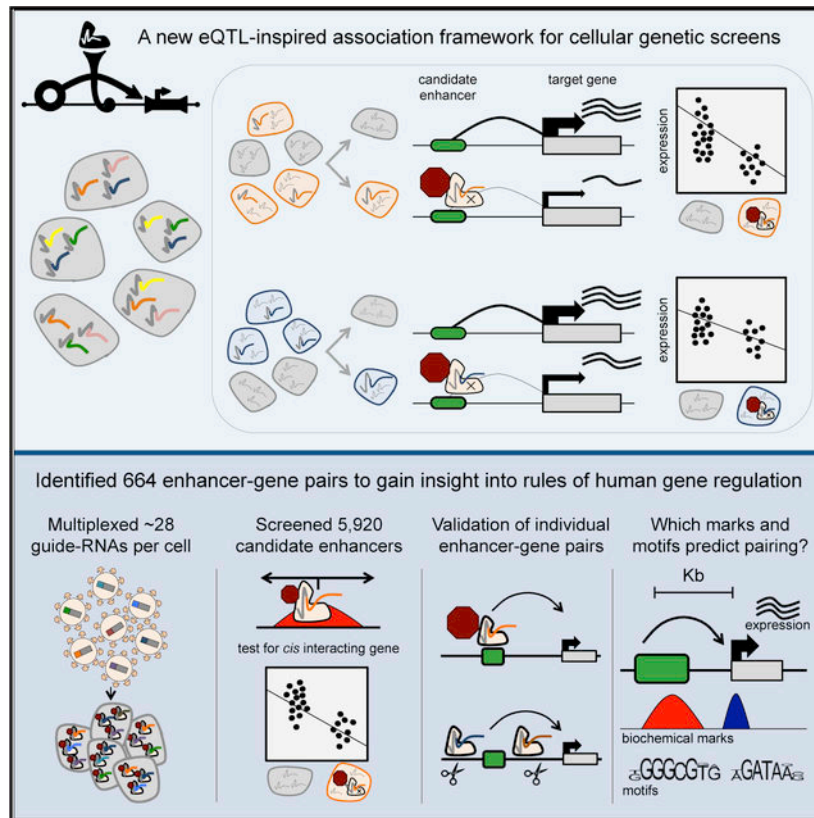 A new eQTL-inspired association framework for cellular genetic screens
candidate
enhancer
target gene
expression
expression
Identified 664 enhancer-gene pairs to gain insight into rules of human gene regulation
Multiplexed ~28
guide-RNAs per cell
Screened 5,920
candidate enhancers
test for cis interacting gene
Validation of individual
enhancer-gene pairs
Which marks and
motifs predict pairing?
Kb
expression
biochemical marks
GGGCGTG
AGATAA
motifs